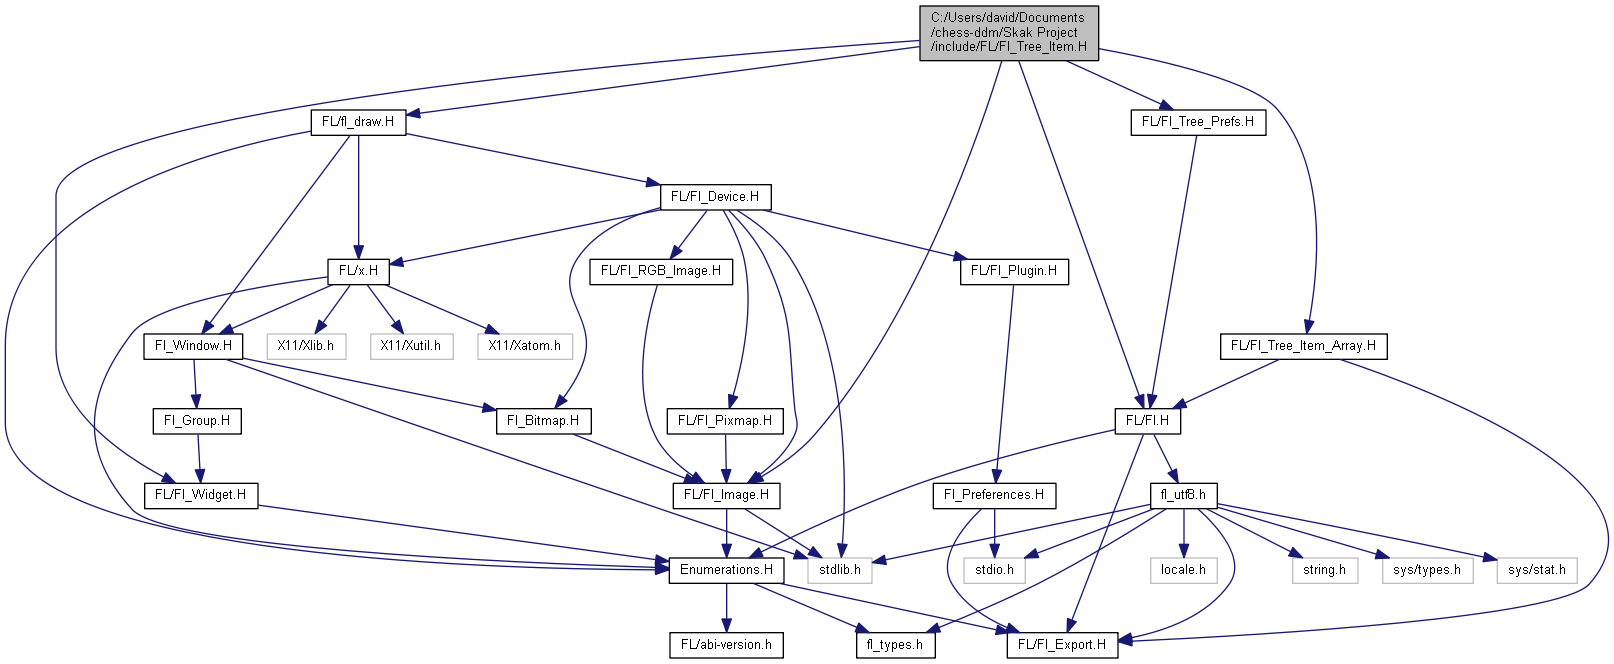 C:/Users/david/Documents
/chess-ddm/Skak Project
/include/FL/Fl_Tree_Item.H
FL/fl_draw.H
FL/Fl_Tree_Prefs.H
FL/Fl_Device.H
FL/x.H
FL/Fl_RGB_Image.H
FL/Fl_Plugin.H
Fl_Window.H
X11/Xlib.h
X11/Xutil.h
X11/Xatom.h
FL/Fl_Tree_Item_Array.H
Fl_Group.H
Fl_Bitmap.H
FL/Fl_Pixmap.H
FL/Fl.H
FL/Fl_Widget.H
FL/Fl_Image.H
Fl_Preferences.H
fl_utf8.h
Enumerations.H
stdlib.h
stdio.h
locale.h
string.h
sys/types.h
sys/stat.h
FL/abi-version.h
fl_types.h
FL/Fl_Export.H